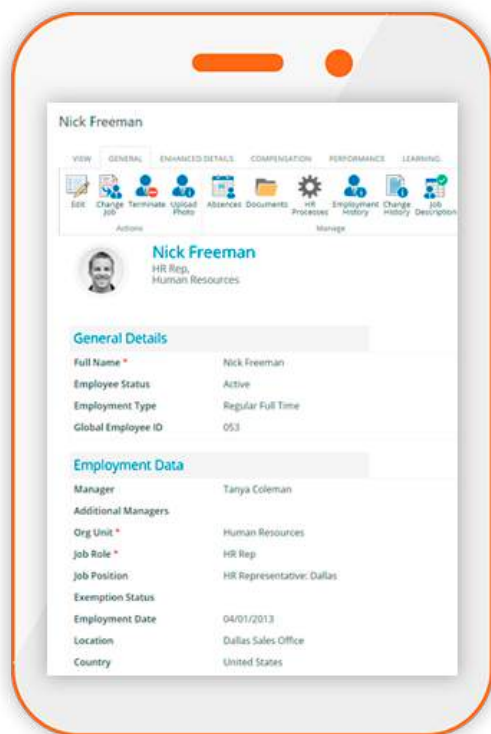 Nick Freeman
VIEW GENERAL ENHANCED DETAILS COMPENSATION PERFORMANCE LEARNING
Edit Change Job Terminate Upload Photo Absences Documents HR Processes Employment History Change History Job Description
Actions Manage
Nick Freeman
HR Rep,
Human Resources
General Details
Full Name * Nick Freeman
Employee Status Active
Employment Type Regular Full Time
Global Employee ID 053
Employment Data
Manager Tanya Coleman
Additional Managers
Org Unit * Human Resources
Job Role * HR Rep
Job Position HR Representative: Dallas
Exemption Status
Employment Date 04/01/2013
Location Dallas Sales Office
Country United States